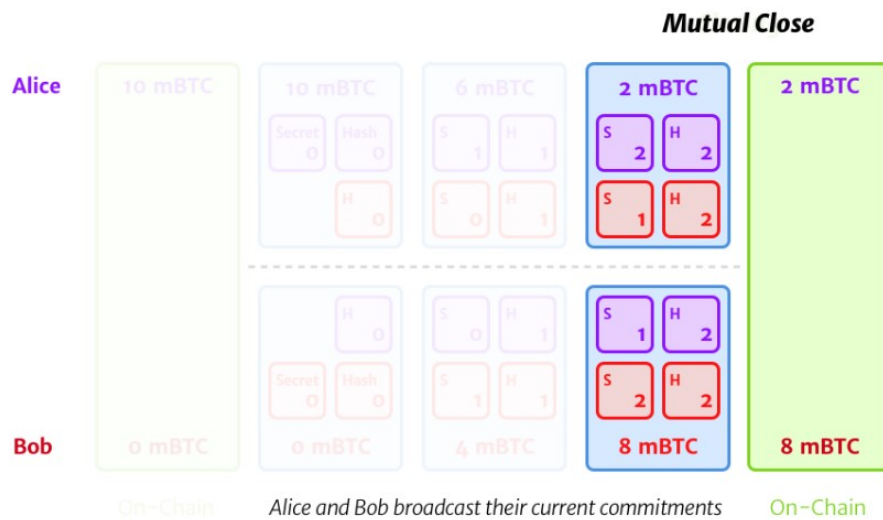 Mutual Close
Alice
10 mBTC
10 mBTC
6 mBTC
2 mBTC
2 mBTC
Secret
0
Hash
0
S
1
H
1
S
2
H
2
H
0
S
0
H
1
S
1
H
2
H
0
S
0
H
1
S
1
H
2
Secret
0
Hash
0
S
1
H
1
S
2
H
2
Bob
0 mBTC
0 mBTC
4 mBTC
8 mBTC
8 mBTC
On-Chain
Alice and Bob broadcast their current commitments
On-Chain